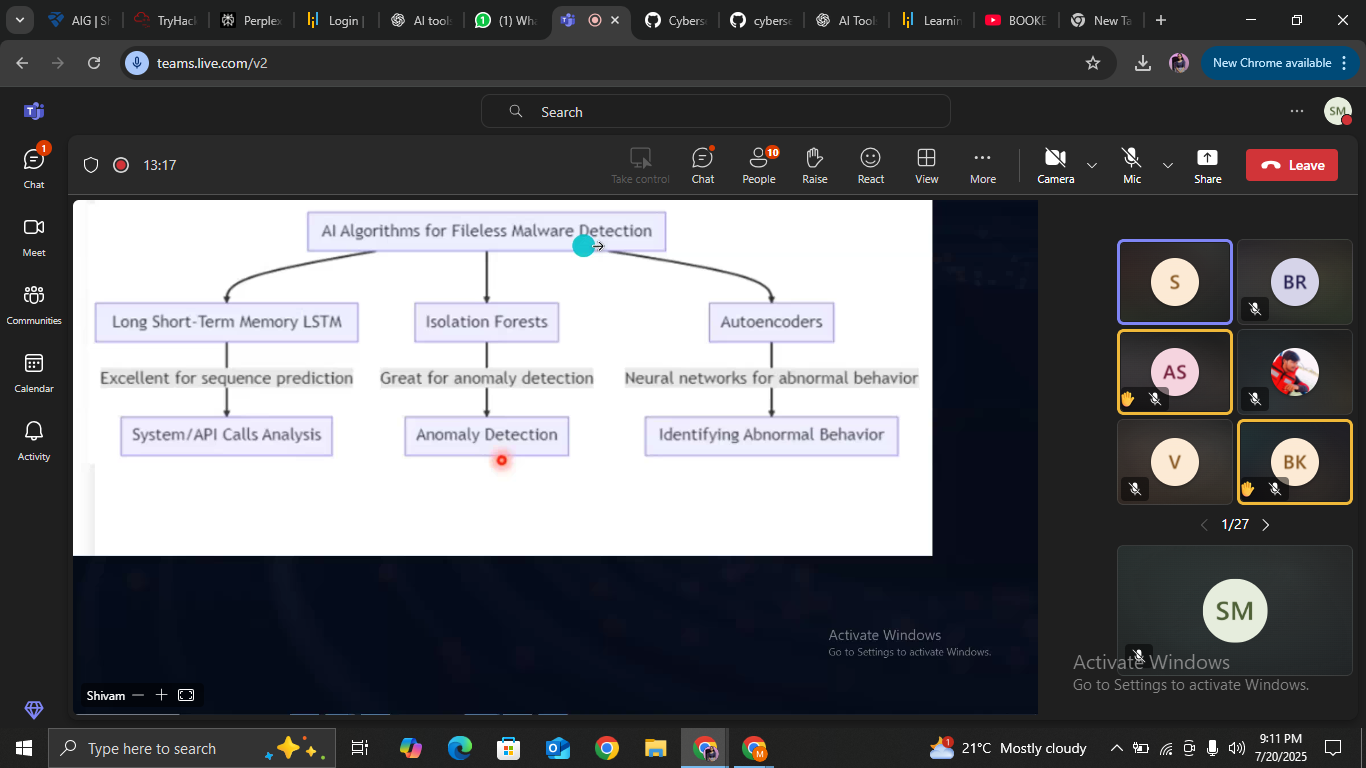 AIG | Sh
TryHack
Perplex
Login |
AI tools
(1) Wha
Cyberse
cyberse
AI Tool
Learnin
BOOKE
New Ta
teams.live.com/v2
New Chrome available
Search
SM
1
Chat
Meet
Communities
Calendar
Activity
13:17
Take control
Chat
10
People
Raise
React
View
More
Camera
Mic
Share
Leave
AI Algorithms for Fileless Malware Detection
Long Short-Term Memory LSTM
Isolation Forests
Autoencoders
Excellent for sequence prediction
Great for anomaly detection
Neural networks for abnormal behavior
System/API Calls Analysis
Anomaly Detection
Identifying Abnormal Behavior
Activate Windows
Go to Settings to activate Windows.
Shivam
S
BR
AS
V
BK
1/27
SM
Activate Windows
Go to Settings to activate Windows.
Type here to search
1
21°C Mostly cloudy
9:11 PM
7/20/2025